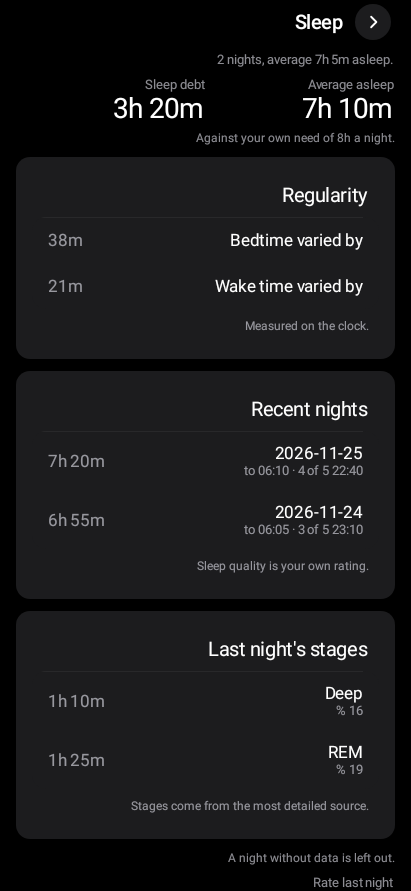 Sleep
2 nights, average 7h 5m asleep.
Average asleep
7h 10m
Sleep debt
3h 20m
Against your own need of 8h a night.
Regularity
Bedtime varied by
38m
Wake time varied by
21m
Measured on the clock.
Recent nights
2026-11-25
to 06:10 · 4 of 5 22:40
7h 20m
2026-11-24
to 06:05 · 3 of 5 23:10
6h 55m
Sleep quality is your own rating.
Last night's stages
Deep
% 16
1h 10m
REM
% 19
1h 25m
Stages come from the most detailed source.
A night without data is left out.
Rate last night